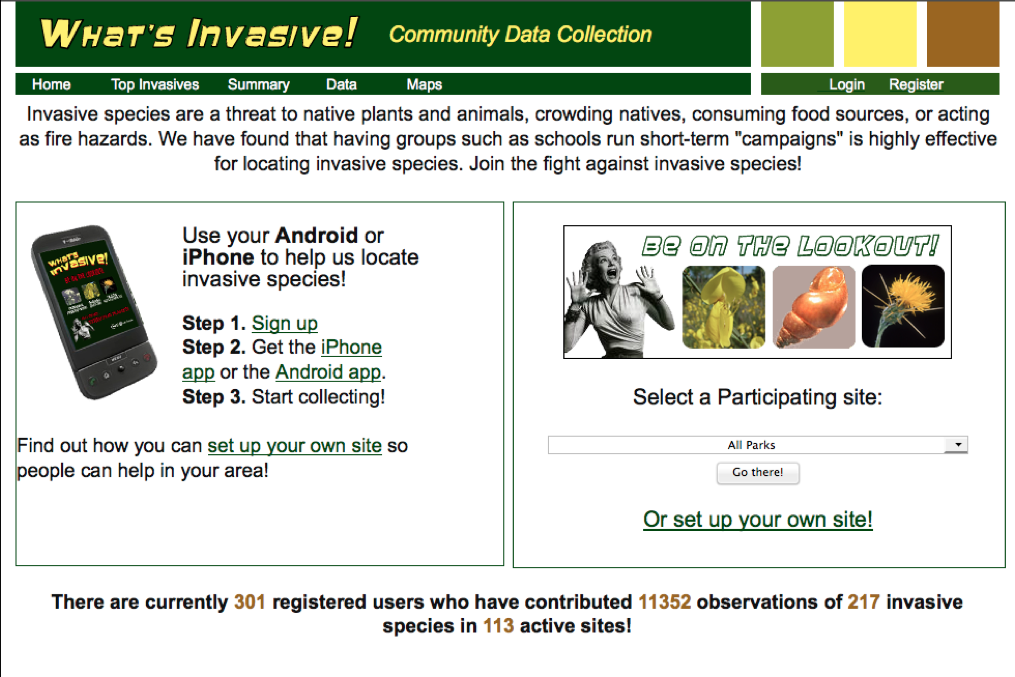 What's Invasive! Community Data Collection
Home Top Invasives Summary Data Maps Login Register
Invasive species are a threat to native plants and animals, crowding natives, consuming food sources, or acting
as fire hazards. We have found that having groups such as schools run short-term "campaigns" is highly effective
for locating invasive species. Join the fight against invasive species!
What's
Invasive!
Use your Android or
iPhone to help us locate
invasive species!
Step 1. Sign up
Step 2. Get the iPhone
app or the Android app.
Step 3. Start collecting!
Find out how you can set up your own site so
people can help in your area!
Be on the Lookout!
Select a Participating site:
All Parks
Go there!
Or set up your own site!
There are currently 301 registered users who have contributed 11352 observations of 217 invasive
species in 113 active sites!